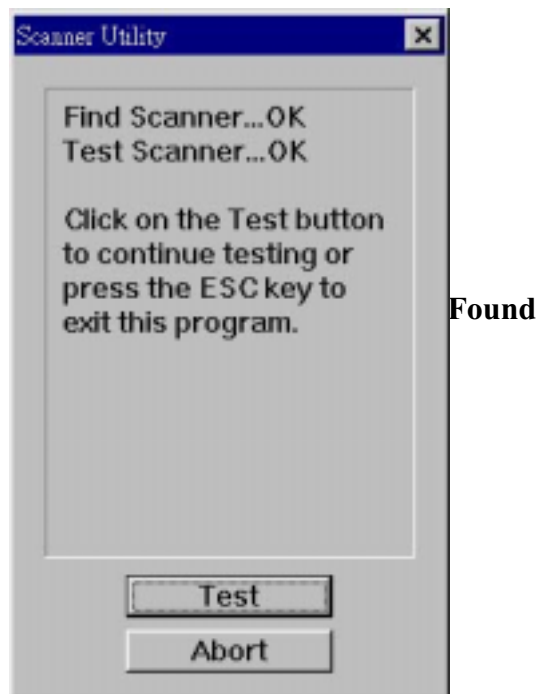 Scanner Utility
Find Scanner...OK
Test Scanner...OK
Click on the Test button
to continue testing or
press the ESC key to
exit this program.
Found
Test
Abort